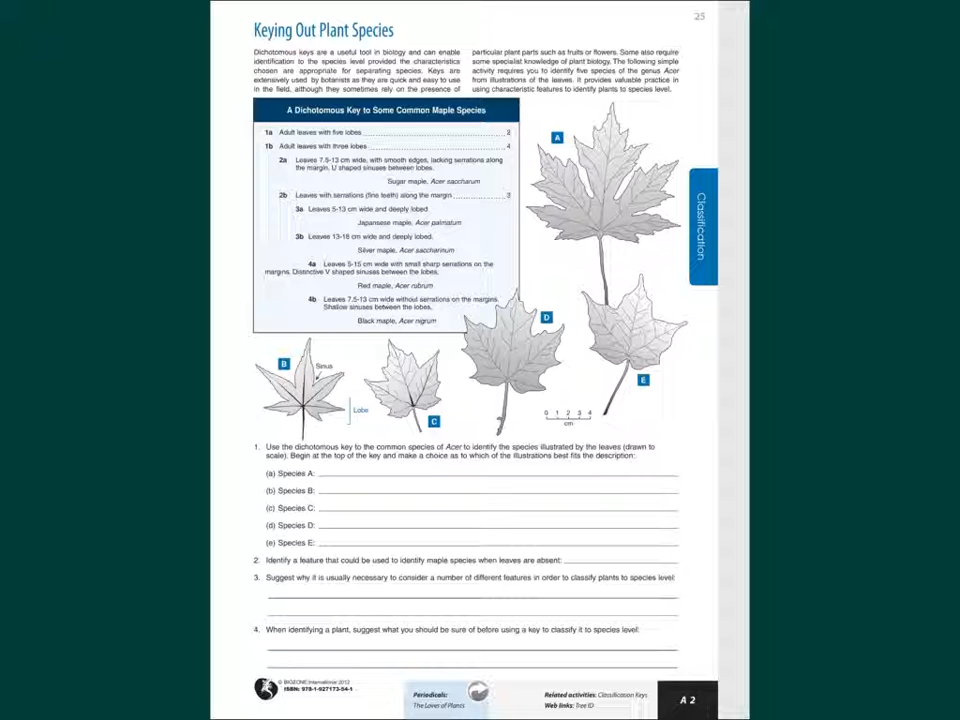 25
Keying Out Plant Species
Dichotomous keys are a useful tool in biology and can enable
identification to the species level provided the characteristics
chosen are appropriate for separating species. Keys are
extensively used by botanists as they are quick and easy to use
in the field, although they sometimes rely on the presence of
particular plant parts such as fruits or flowers. Some also require
some specialist knowledge of plant biology. The following simple
activity requires you to identify five species of the genus Acer
from illustrations of the leaves. It provides valuable practice in
using characteristic features to identify plants to species level.
A Dichotomous Key to Some Common Maple Species
1a Adult leaves with five lobes 2
1b Adult leaves with three lobes 4
2a Leaves 7.5-13 cm wide, with smooth edges, lacking serrations along
the margin. U shaped sinuses between lobes.
Sugar maple, Acer saccharum
2b Leaves with serrations (fine teeth) along the margin 3
3a Leaves 5-13 cm wide and deeply lobed.
Japansese maple, Acer palmatum
3b Leaves 13-18 cm wide and deeply lobed.
Silver maple, Acer saccharinum
4a Leaves 5-15 cm wide with small sharp serrations on the
margins. Distinctive V shaped sinuses between the lobes.
Red maple, Acer rubrum
4b Leaves 7.5-13 cm wide without serrations on the margins.
Shallow sinuses between the lobes.
Black maple, Acer nigrum
A
Classification
D
B
Sinus
E
Lobe
C
0 1 2 3 4
cm
1. Use the dichotomous key to the common species of Acer to identify the species illustrated by the leaves (drawn to
scale). Begin at the top of the key and make a choice as to which of the illustrations best fits the description:
(a) Species A:
(b) Species B:
(c) Species C:
(d) Species D:
(e) Species E:
2. Identify a feature that could be used to identify maple species when leaves are absent:
3. Suggest why it is usually necessary to consider a number of different features in order to classify plants to species level:
4. When identifying a plant, suggest what you should be sure of before using a key to classify it to species level:
© BIOZONE International 2012
ISBN: 978-1-927173-54-1
Periodicals:
The Loves of Plants
Related activities: Classification Keys
Web links: Tree ID
A 2